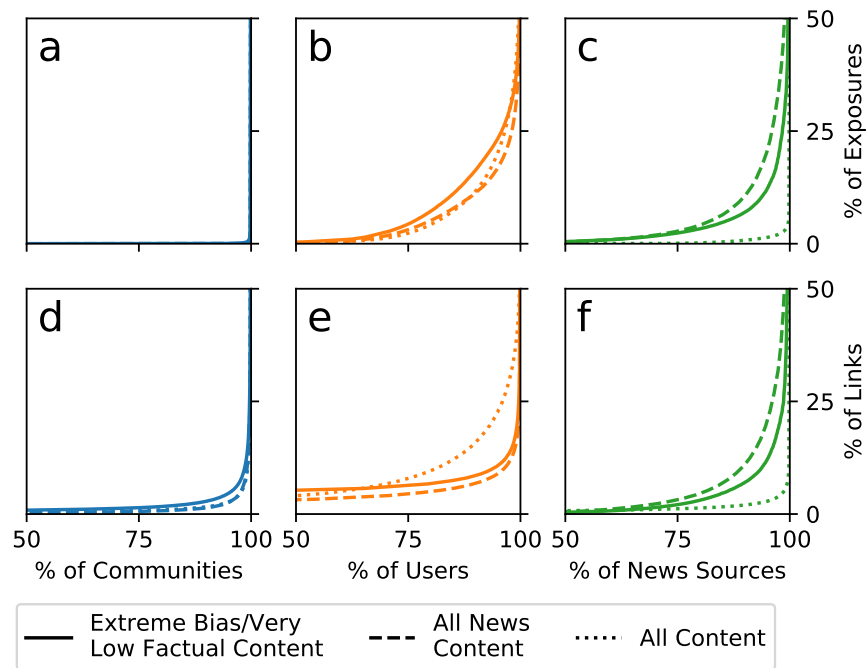 a
b
c
50
25
0
% of Exposures
d
e
f
50
25
0
% of Links
50
75
100
50
75
100
50
75
100
% of Communities
% of Users
% of News Sources
Extreme Bias/Very
Low Factual Content
All News
Content
All Content